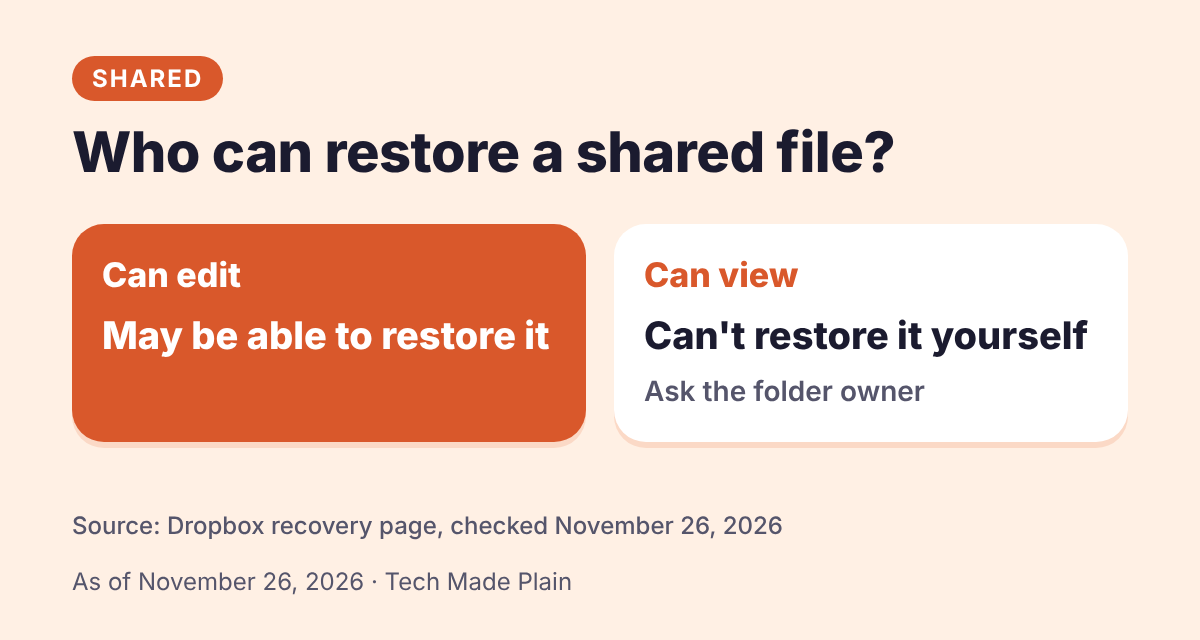 SHARED
Who can restore a shared file?
Can edit
May be able to restore it
Can view
Can't restore it yourself
Ask the folder owner
Source: Dropbox recovery page, checked November 26, 2026
As of November 26, 2026 · Tech Made Plain